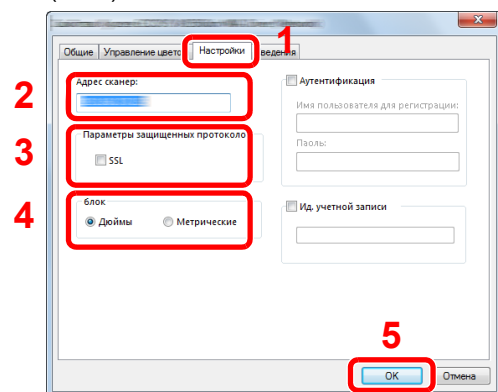 1
Общие Управление цвето Настройки ведения
2
Адрес сканер:
Аутентификация
Имя пользователя для регистрации:
3
Параметры защищенных протоколо
Паоль:
SSL
4
блок
Дюймы Метрические
Ид. учетной записи
5
OK Отмена